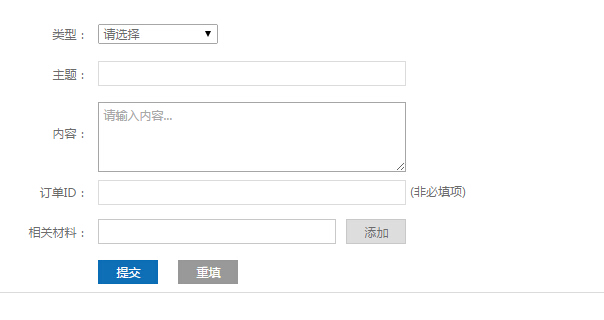 类型： 请选择
主题：
内容： 请输入内容...
订单ID： (非必填项)
相关材料： 添加
提交 重填